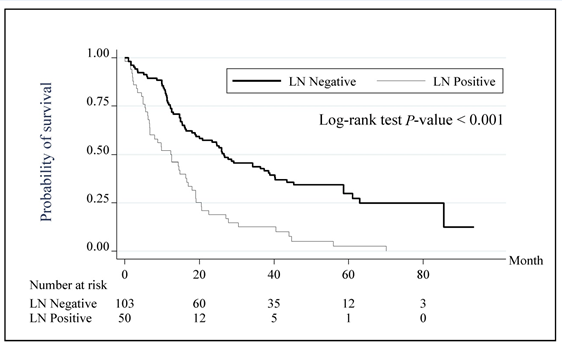 1.00
LN Negative LN Positive
0.75
Log-rank test P-value < 0.001
Probability of survival
0.50
0.25
0.00
Month
0 20 40 60 80
Number at risk
LN Negative 103 60 35 12 3
LN Positive 50 12 5 1 0